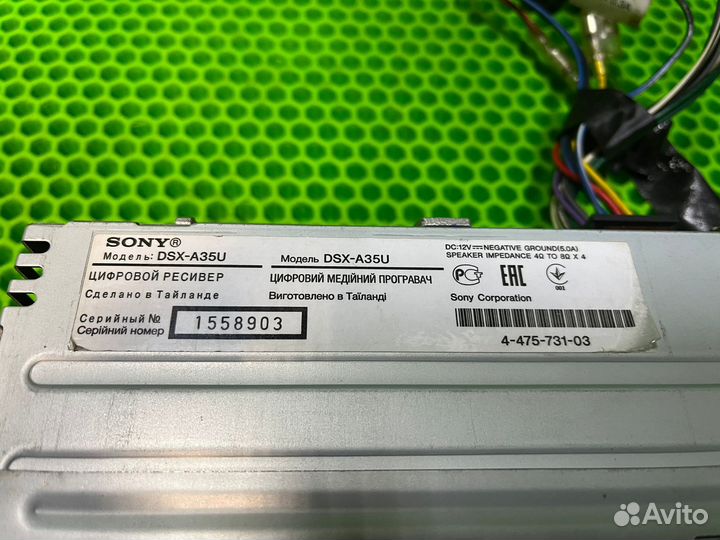 SONY®
Модель: DSX-A35U
ЦИФРОВОЙ РЕСИВЕР
Сделано в Тайланде
Серийный №
Серійний номер
1558903
Модель DSX-A35U
ЦИФРОВИЙ МЕДІЙНИЙ ПРОГРАВАЧ
Виготовлено в Таїланді
DC:12V⎓NEGATIVE GROUND(5.0A)
SPEAKER IMPEDANCE 4Ω TO 8Ω X 4
РСТ EAC 001
Sony Corporation
4-475-731-03
Avito